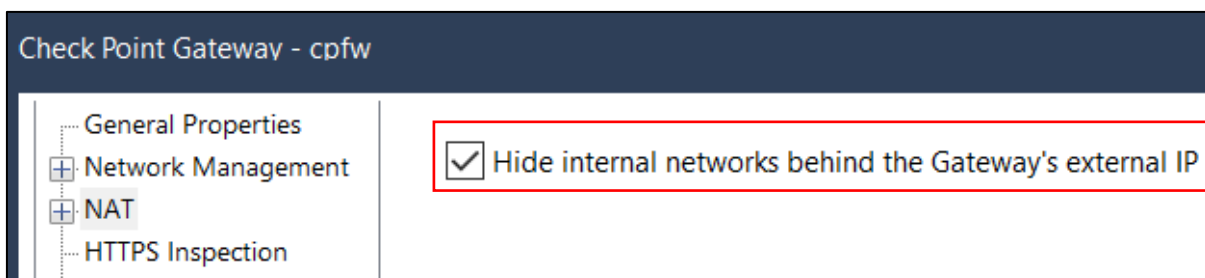 Check Point Gateway - cpfw
General Properties
Network Management
NAT
HTTPS Inspection
Hide internal networks behind the Gateway's external IP